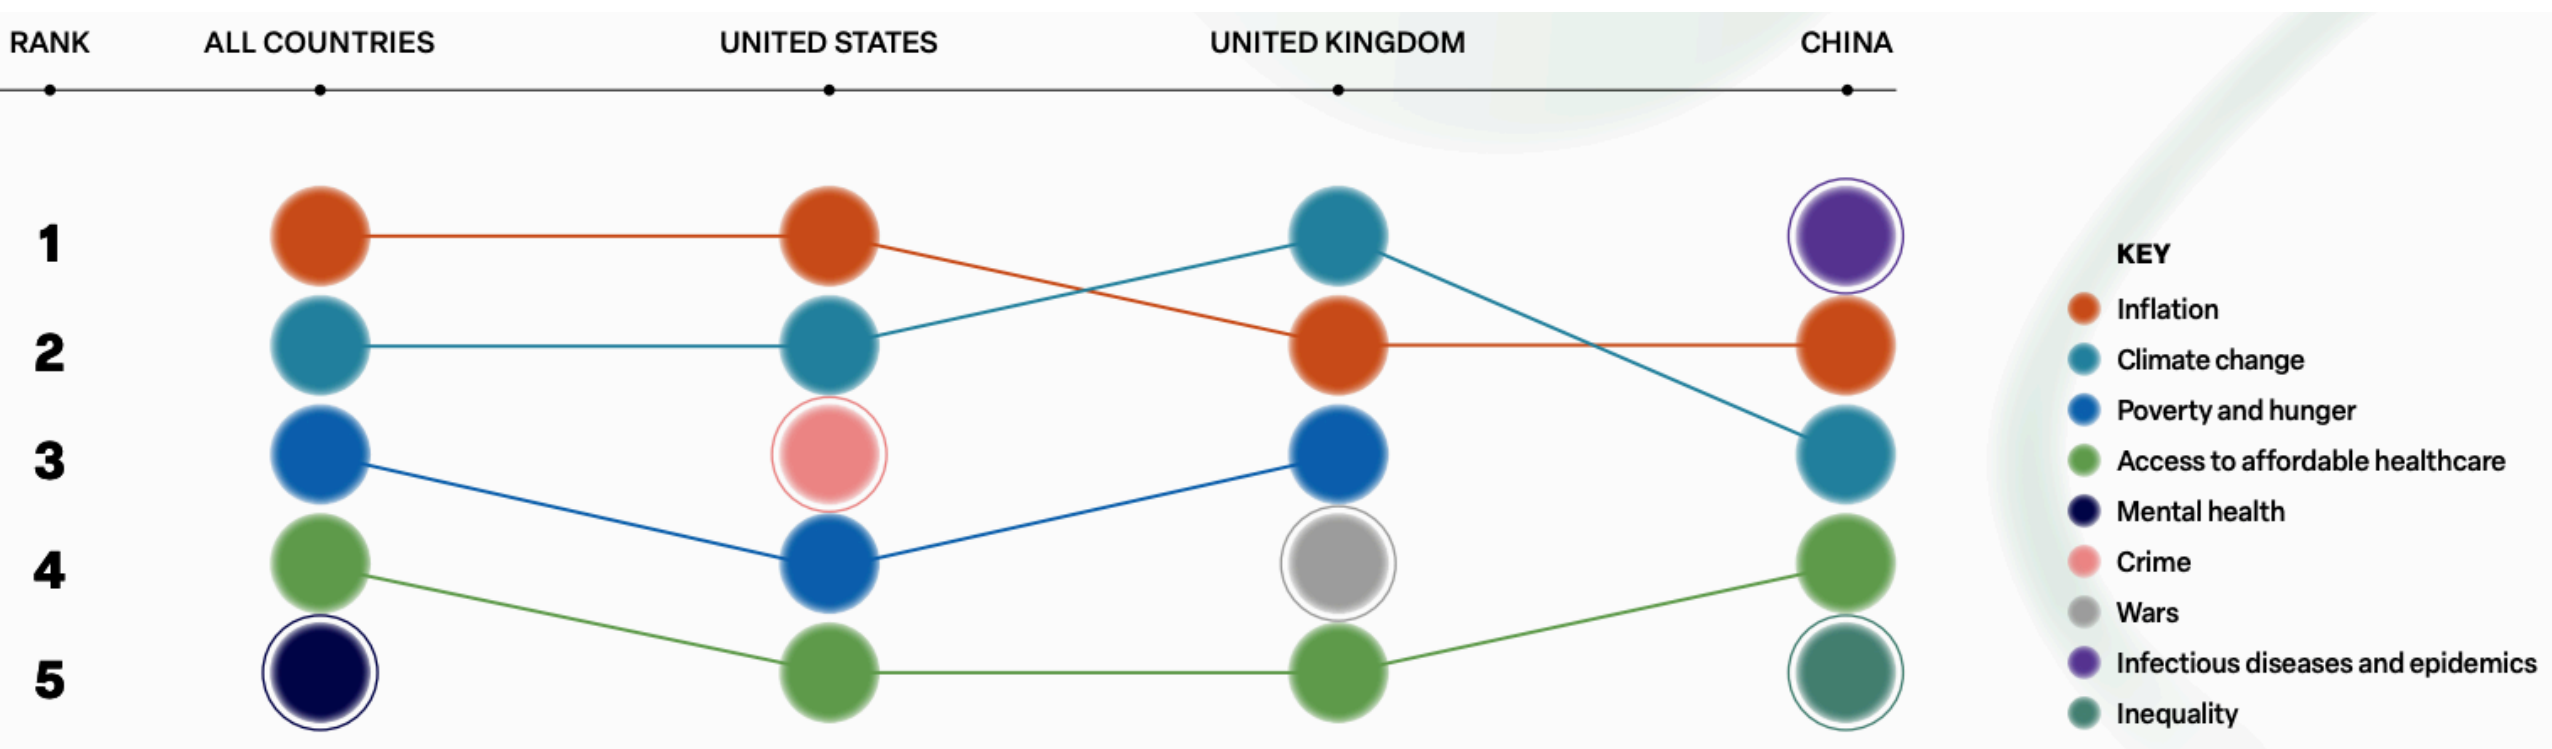 RANK ALL COUNTRIES UNITED STATES UNITED KINGDOM CHINA
1
2
3
4
5
KEY
Inflation
Climate change
Poverty and hunger
Access to affordable healthcare
Mental health
Crime
Wars
Infectious diseases and epidemics
Inequality